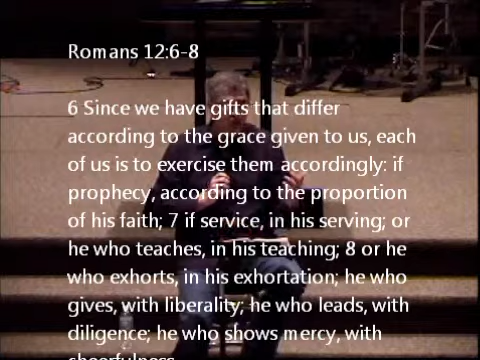 Romans 12:6-8
6 Since we have gifts that differ
according to the grace given to us, each
of us is to exercise them accordingly: if
prophecy, according to the proportion
of his faith; 7 if service, in his serving; or
he who teaches, in his teaching; 8 or he
who exhorts, in his exhortation; he who
gives, with liberality; he who leads, with
diligence; he who shows mercy, with
cheerfulness